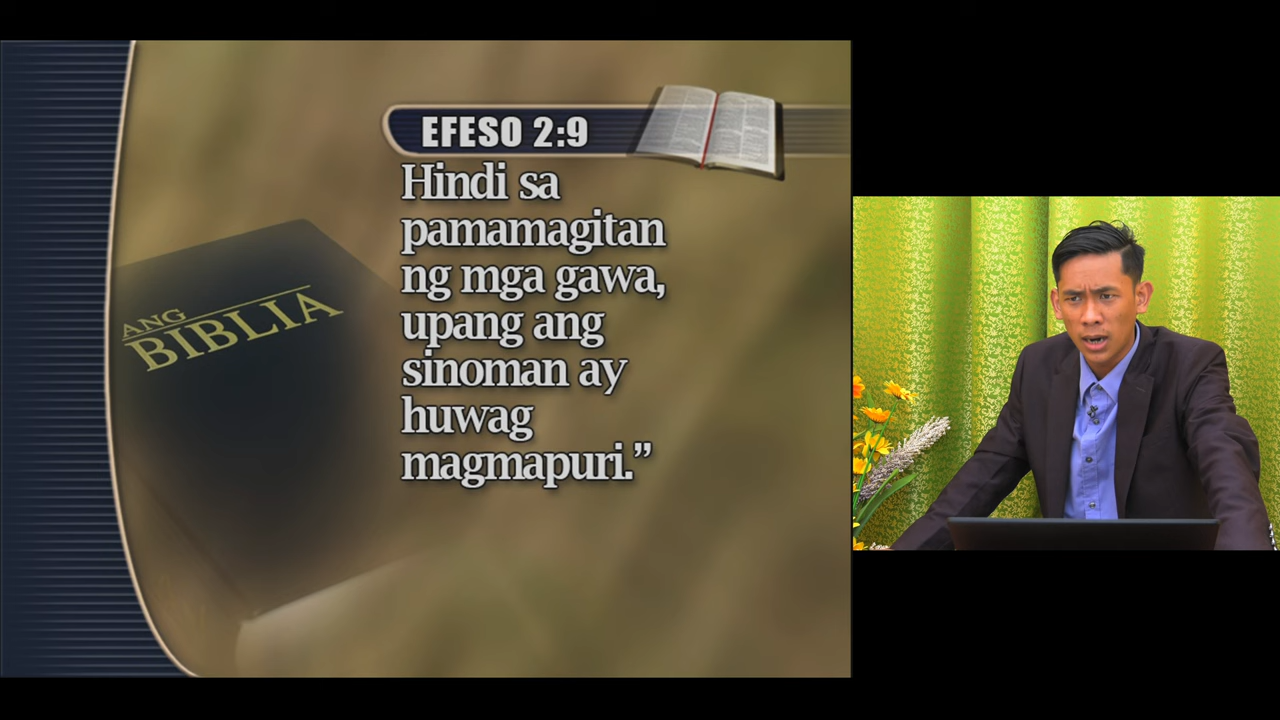 EFESO 2:9
Hindi sa
pamamagitan
ng mga gawa,
upang ang
sinoman ay
huwag
magmapuri.”
ANG
BIBLIA